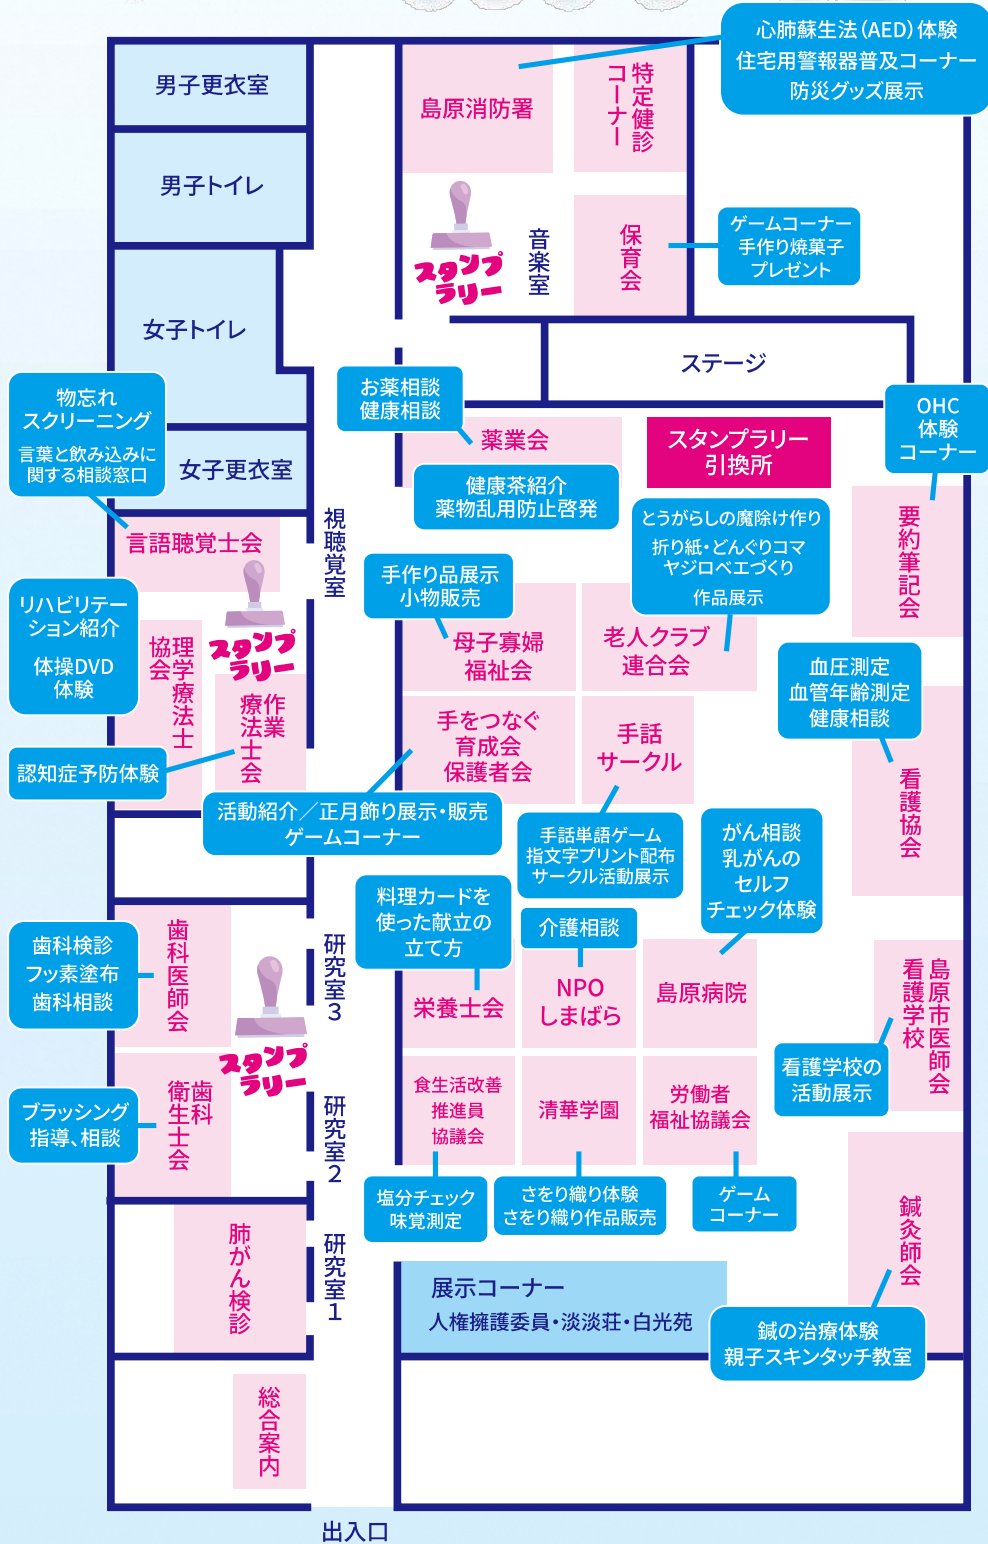 心肺蘇生法（AED）体験
住宅用警報器普及コーナー
防災グッズ展示
男子更衣室
島原消防署
特定健診
コーナー
男子トイレ
スタンプ
ラリー
音楽室
保育会
ゲームコーナー
手作り焼菓子
プレゼント
女子トイレ
ステージ
物忘れ
スクリーニング
言葉と飲み込みに
関する相談窓口
お薬相談
健康相談
薬業会
スタンプラリー
引換所
OHC
体験
コーナー
女子更衣室
健康茶紹介
薬物乱用防止啓発
とうがらしの魔除け作り
折り紙・どんぐりコマ
ヤジロベエづくり
作品展示
要約筆記会
視聴覚室
言語聴覚士会
手作り品展示
小物販売
リハビリテー
ション紹介
体操DVD
体験
スタンプ
ラリー
母子寡婦
福祉会
老人クラブ
連合会
理学療法士
協会
血圧測定
血管年齢測定
健康相談
作業
療法士会
手をつなぐ
育成会
保護者会
手話
サークル
認知症予防体験
看護協会
活動紹介／正月飾り展示・販売
ゲームコーナー
手話単語ゲーム
指文字プリント配布
サークル活動展示
がん相談
乳がんの
セルフ
チェック体験
料理カードを
使った献立の
立て方
介護相談
歯科検診
フッ素塗布
歯科相談
歯科医師会
研究室3
栄養士会
NPO
しまばら
島原病院
島原市医師会
看護学校
スタンプ
ラリー
看護学校の
活動展示
ブラッシング
指導、相談
歯科
衛生士会
研究室2
食生活改善
推進員
協議会
清華学園
労働者
福祉協議会
塩分チェック
味覚測定
さをり織り体験
さをり織り作品販売
ゲーム
コーナー
鍼灸師会
肺がん検診
研究室1
展示コーナー
人権擁護委員・淡淡荘・白光苑
鍼の治療体験
親子スキンタッチ教室
総合案内
出入口